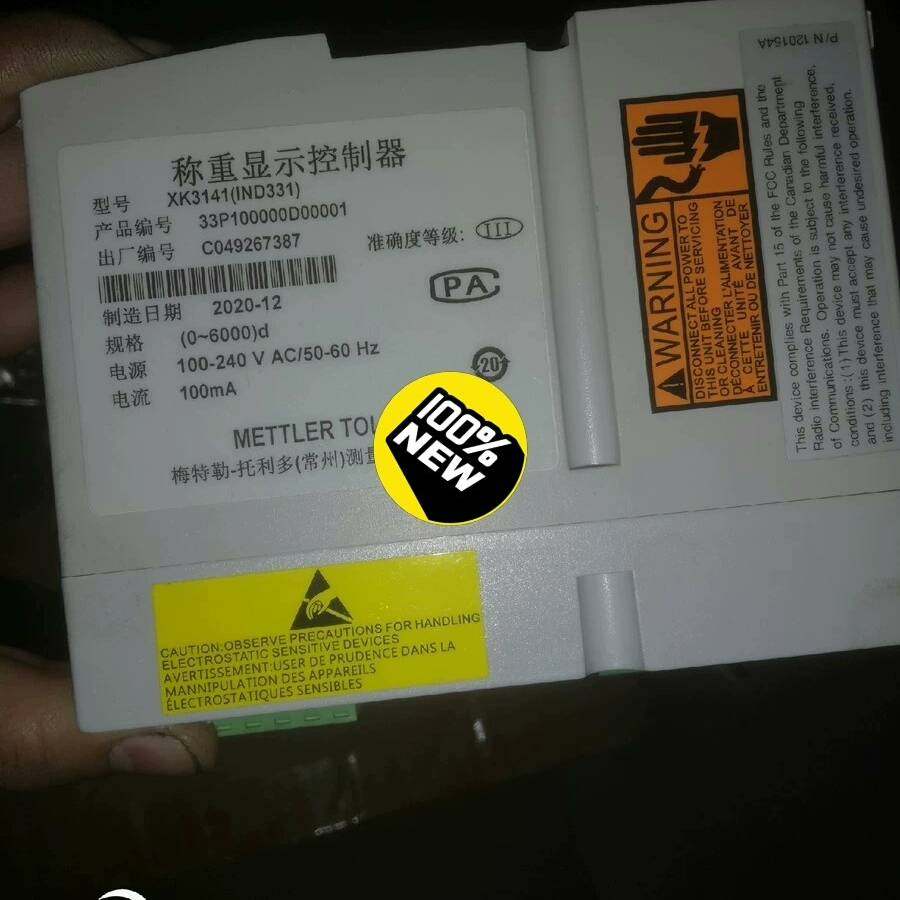 称重显示控制器
型号 XK3141(IND331)
产品编号 33P100000D00001
出厂编号 C049267387
准确度等级: III
制造日期 2020-12
PA
规格 (0~6000)d
电源 100-240 V AC/50-60 Hz
电流 100mA
20
METTLER TOL
梅特勒-托利多(常州)测量
100%
NEW
CAUTION:OBSERVE PRECAUTIONS FOR HANDLING
ELECTROSTATIC SENSITIVE DEVICES
AVERTISSEMENT:USER DE PRUDENCE DANS LA
MANNIPULATION DES APPAREILS
ÉLECTROSTATIQUES SENSIBLES
WARNING
DISCONNECT ALL POWER TO
THIS UNIT BEFORE SERVICING
OR CLEANING
DÉCONNECTER L'ALIMENTATION
À CETTE UNITÉ AVANT DE
ENTRETENIR OU DE NETTOYER
P/N 120154A
This device complies with Part 15 of the FCC Rules and the
Radio interference Requirements of the Canadian Department
of Communications. Operation is subject to the following
conditions :(1)This device may not cause harmful interference,
and (2) this device must accept any interference received,
including interference that may cause undesired operation.